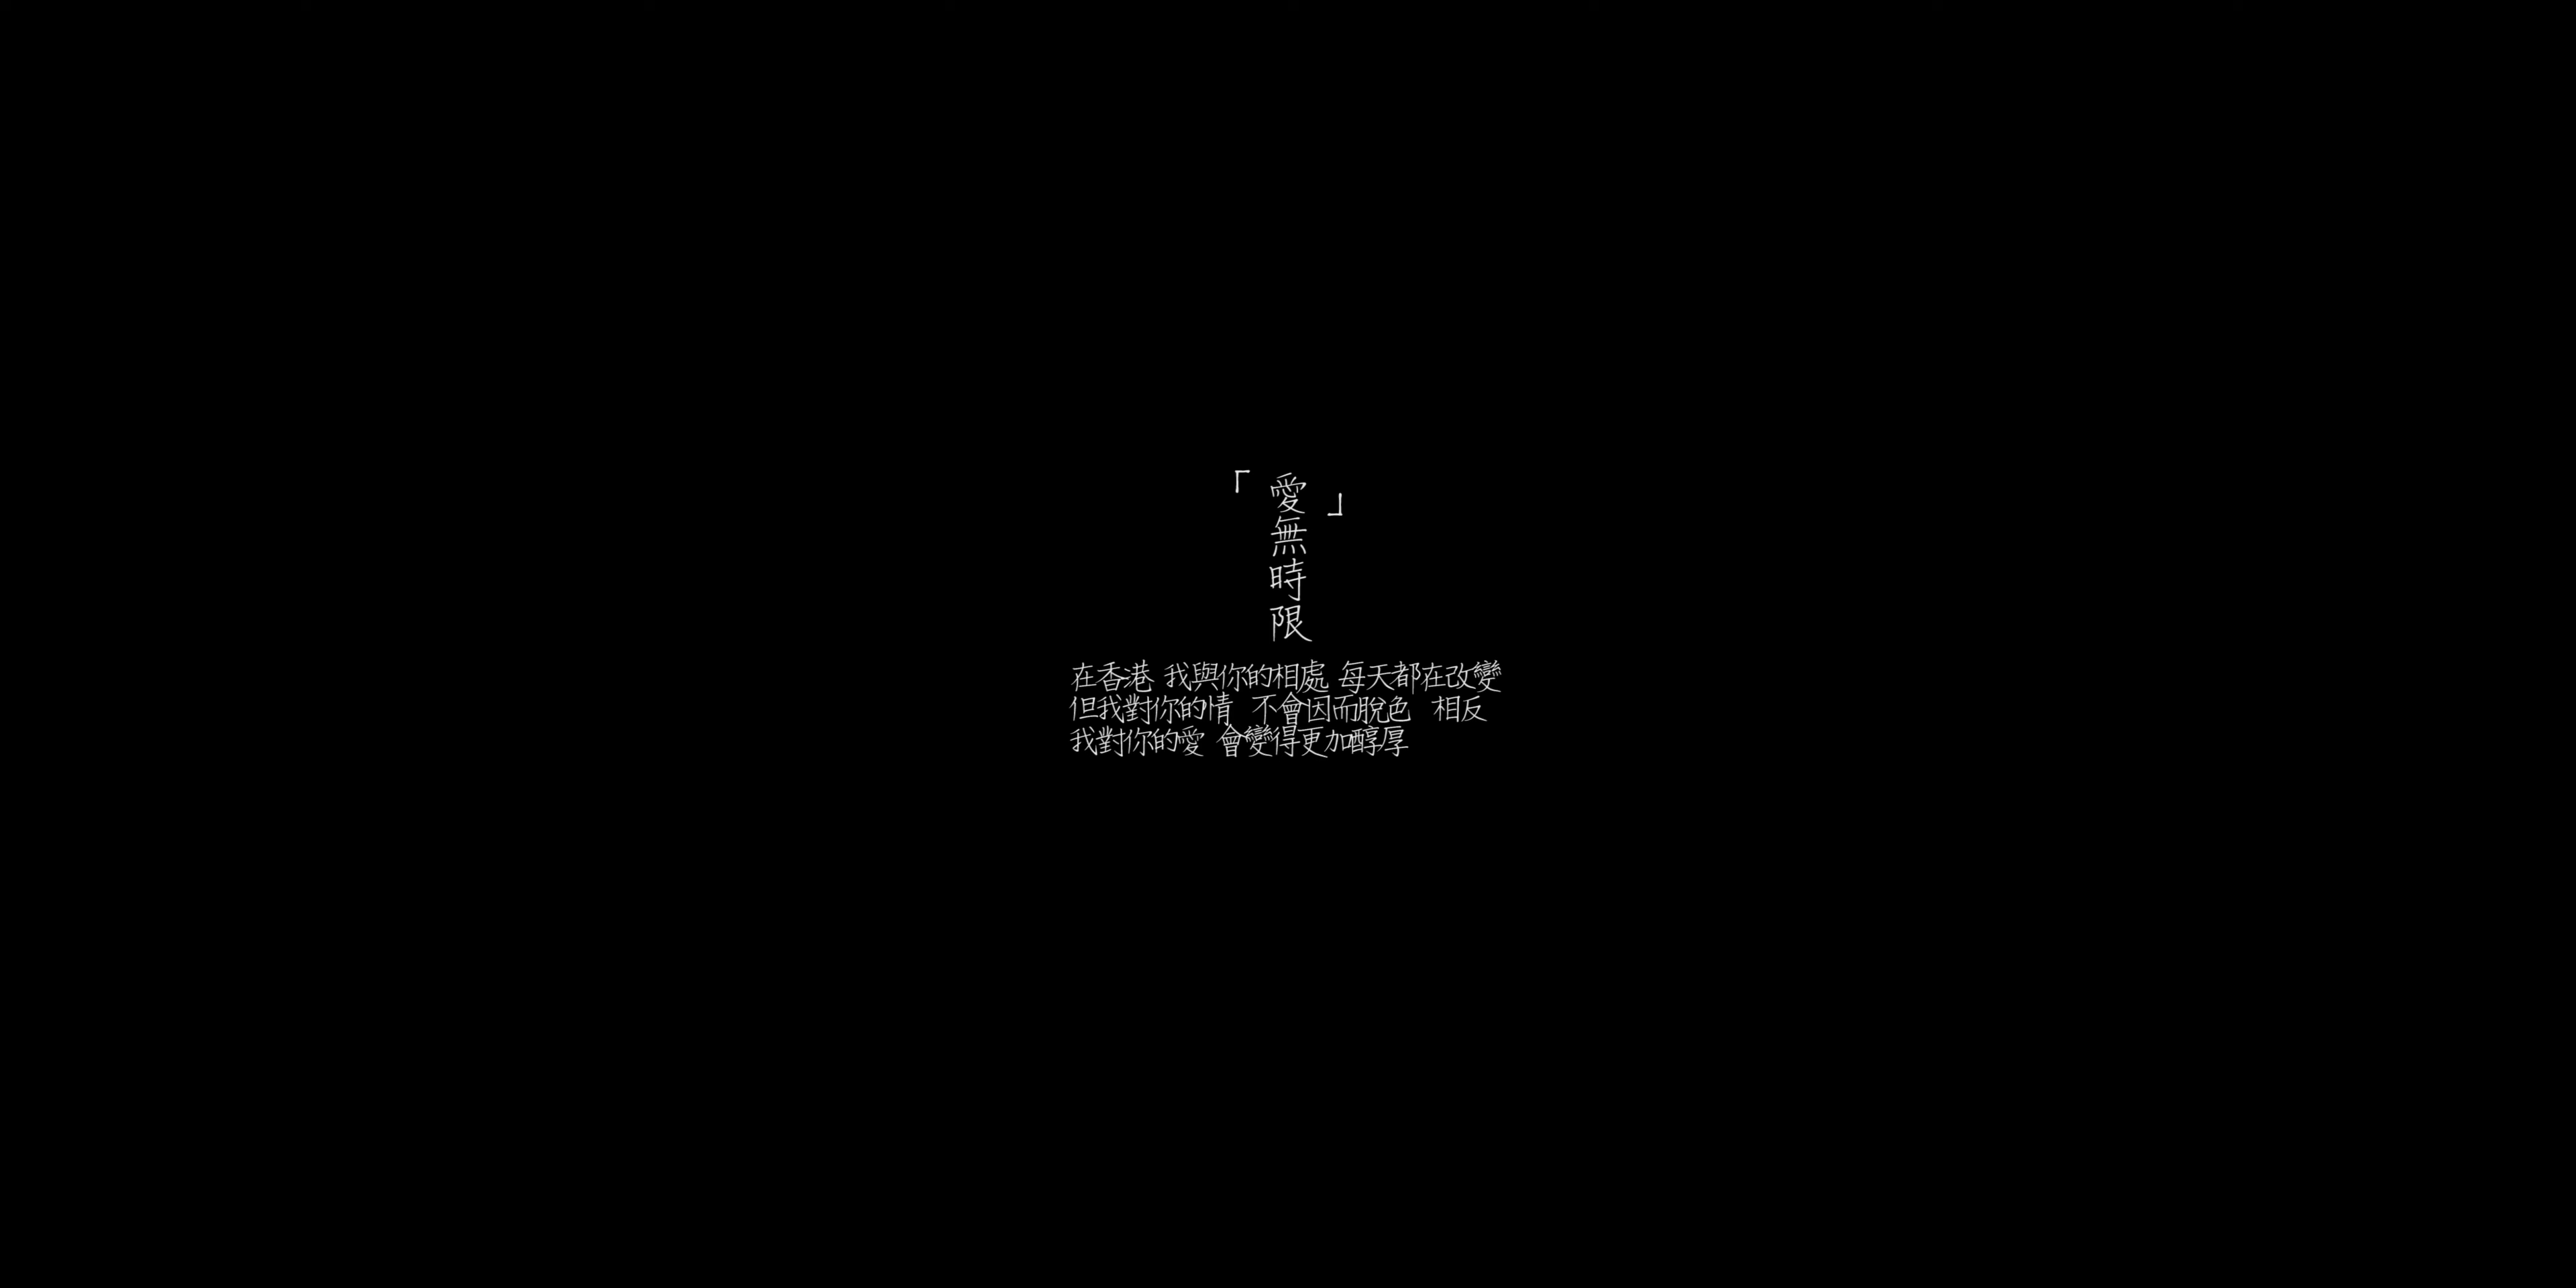 「愛」無時限
在香港 我與你的相處 每天都在改變
但我對你的情 不會因而脫色 相反
我對你的愛 會變得更加醇厚